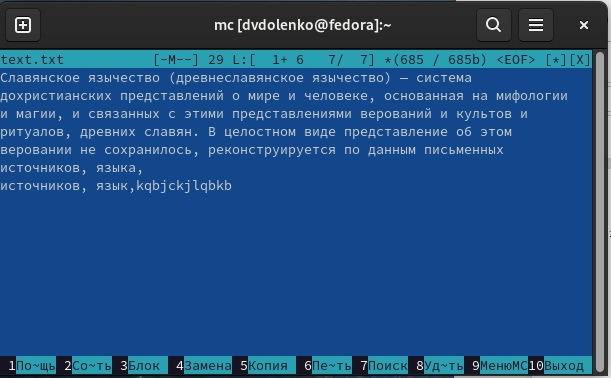 mc [dvdolenko@fedora]:~
text.txt [-M--] 29 L:[ 1+ 6 7/ 7] *(685 / 685b) <EOF> [*][X]
Славянское язычество (древнеславянское язычество) — система
дохристианских представлений о мире и человеке, основанная на мифологии
и магии, и связанных с этими представлениями верований и культов и
ритуалов, древних славян. В целостном виде представление об этом
веровании не сохранилось, реконструируется по данным письменных
источников, языка,
источников, язык,kqbjckjlqbkb
1По~щь 2Со~ть 3Блок 4Замена 5Копия 6Пе~ть 7Поиск 8Уд~ть 9МенюМС 10Выход